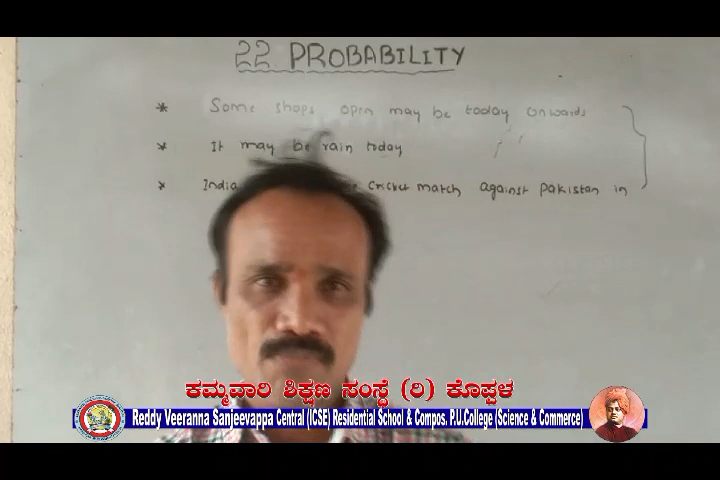 22 PROBABILITY
* Some shops open may be today onwards
* It may be rain today
* India cricket match against pakistan in
ಕಮ್ಮವಾರಿ ಶಿಕ್ಷಣ ಸಂಸ್ಥೆ (ರಿ) ಕೊಪ್ಪಳ
Reddy Veeranna Sanjeevappa Central (ICSE) Residential School & Compos. P.U.College (Science & Commerce)